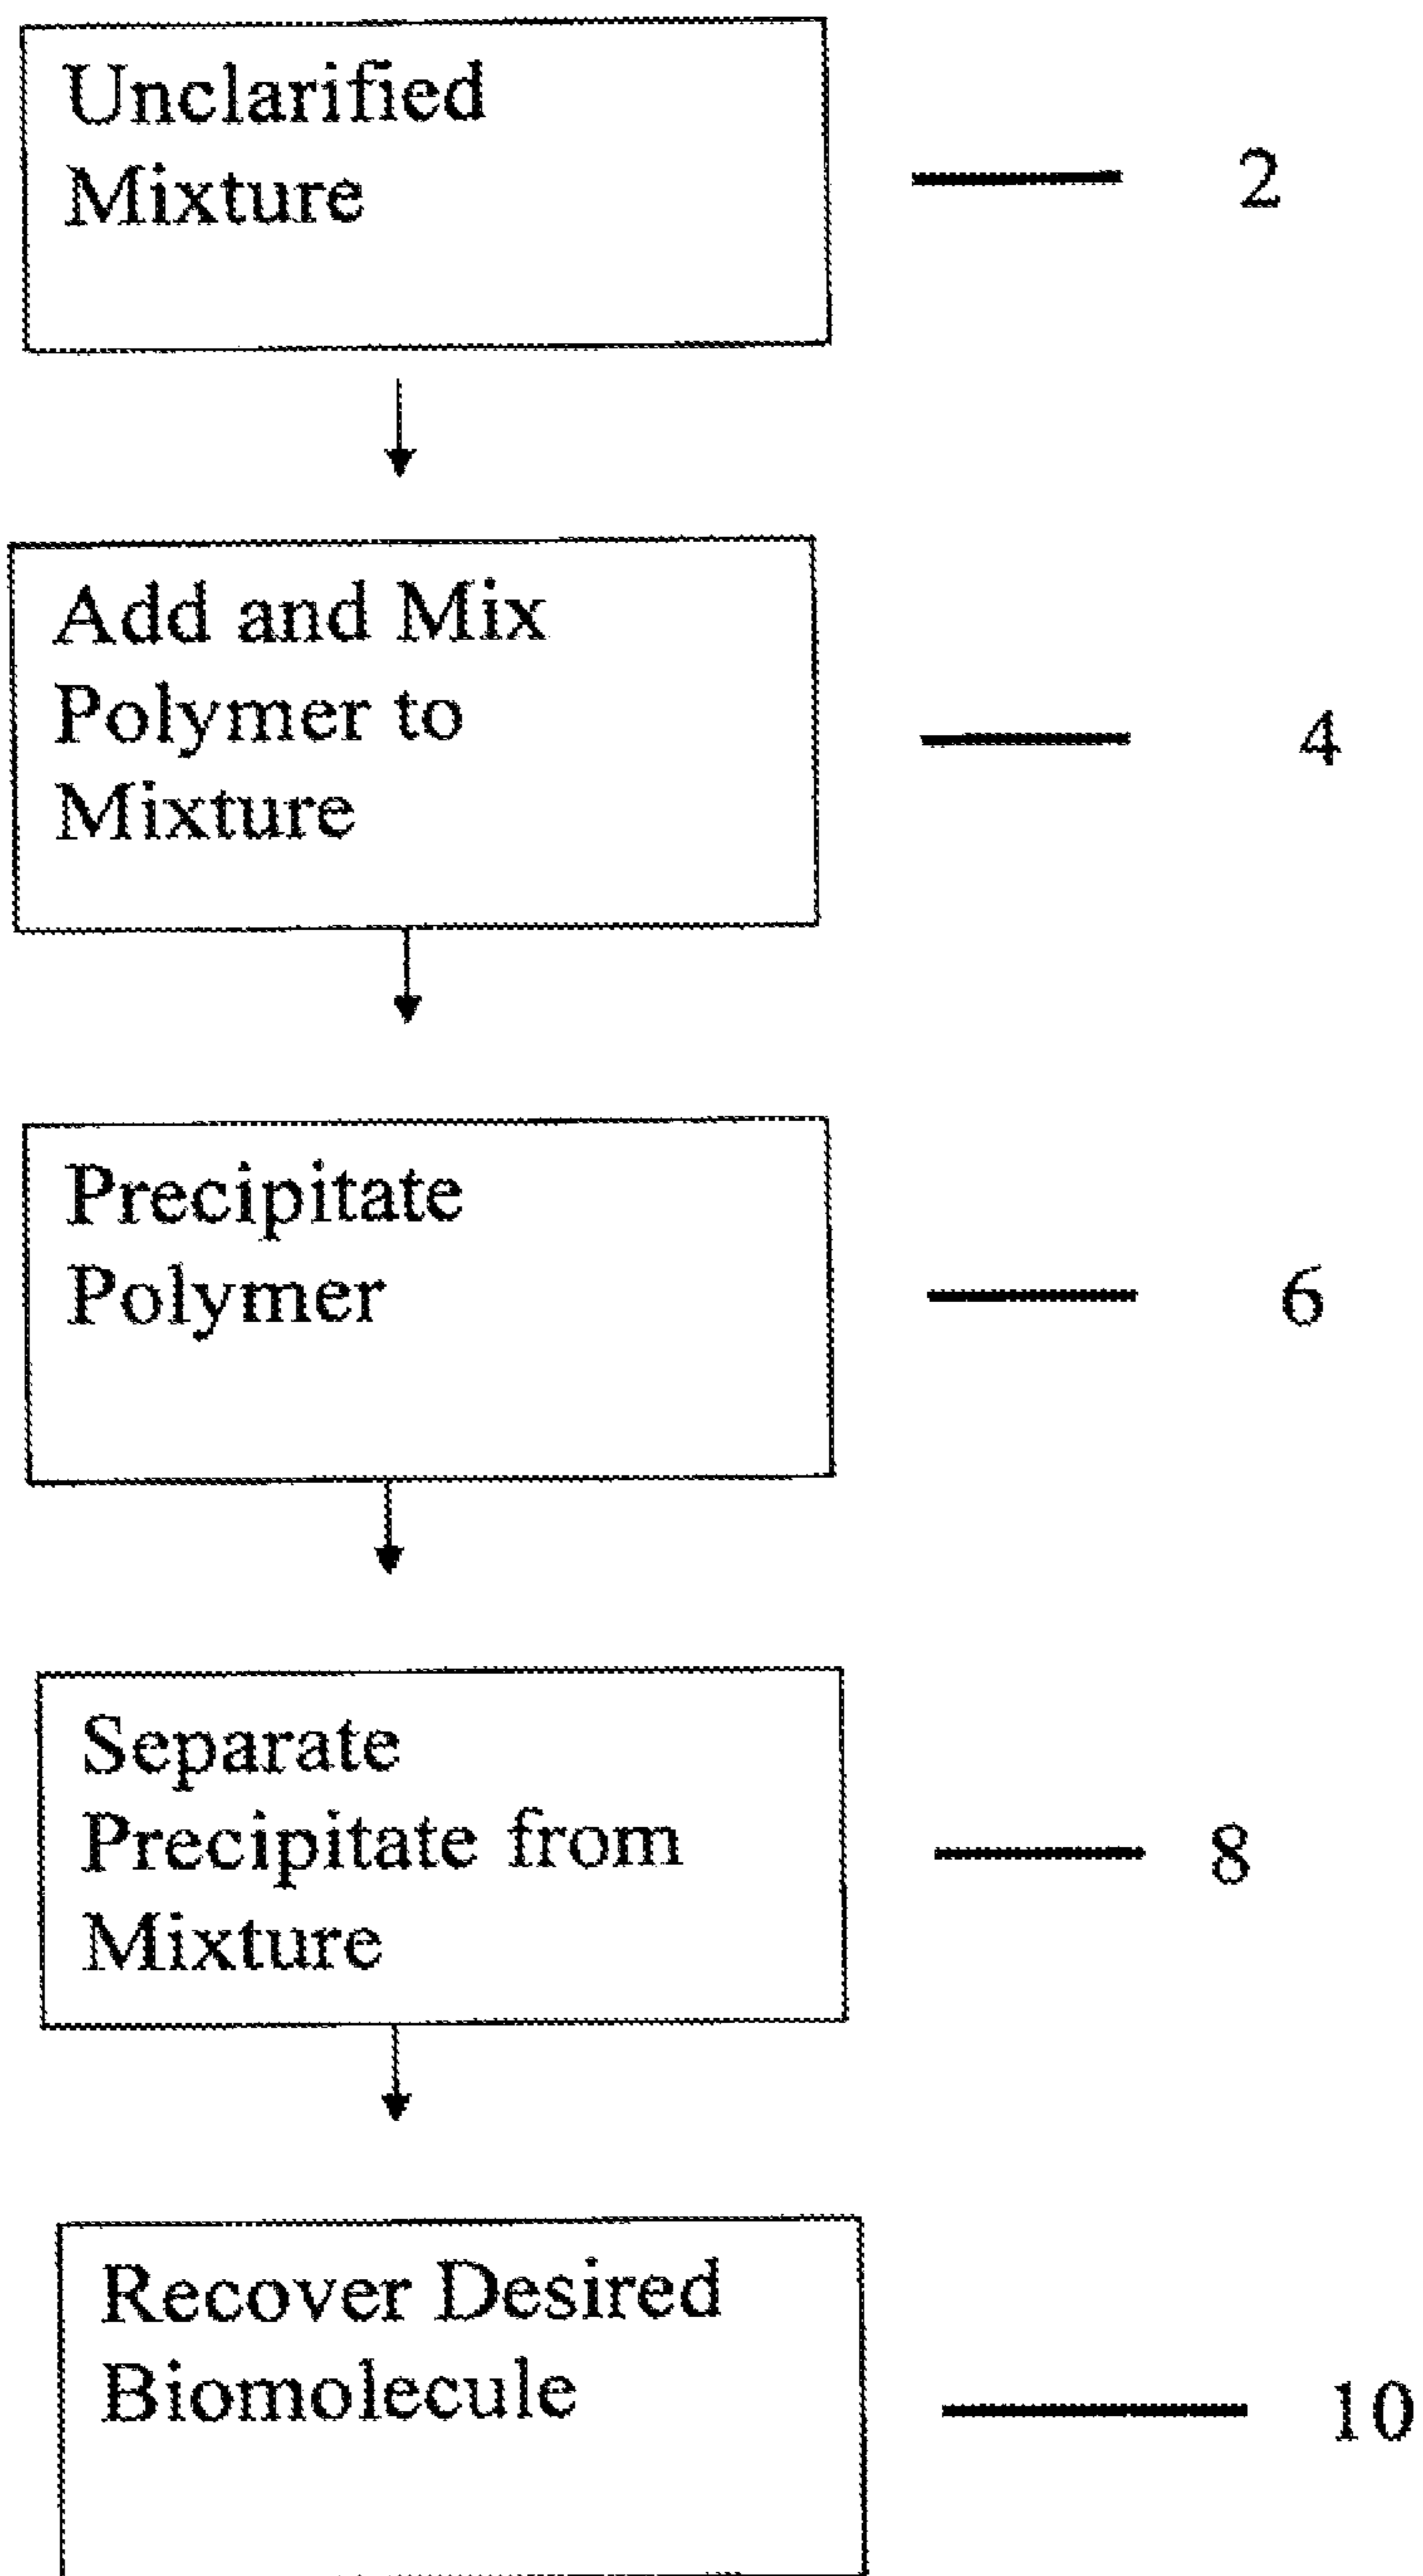 Unclarified
Mixture
2
Add and Mix
Polymer to
Mixture
4
Precipitate
Polymer
6
Separate
Precipitate from
Mixture
8
Recover Desired
Biomolecule
10